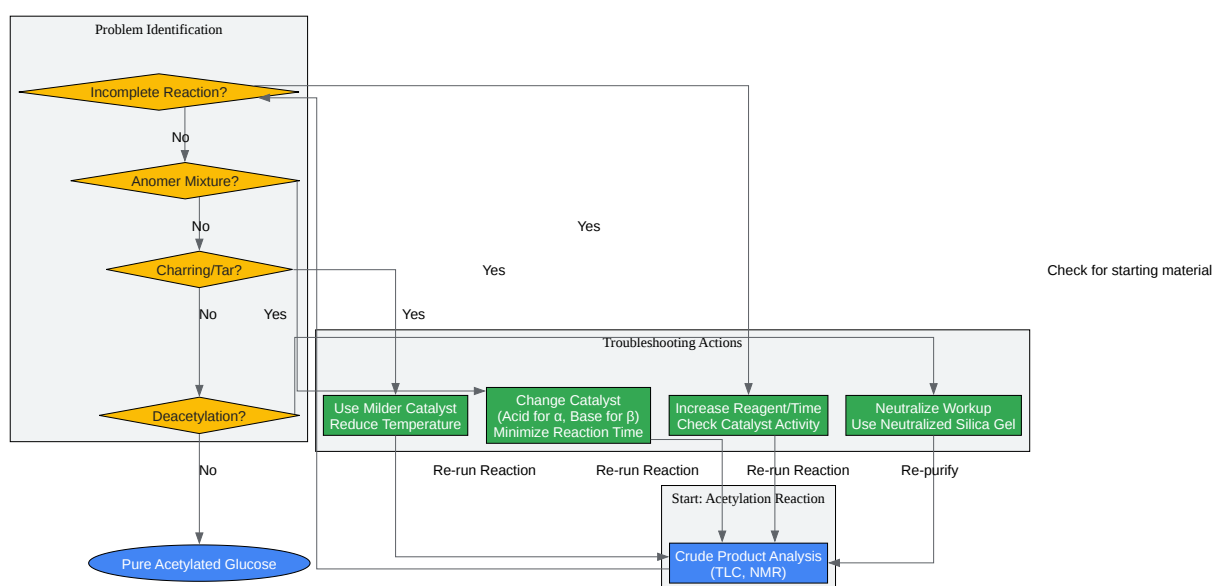 Problem Identification
Incomplete Reaction?
No
Anomer Mixture?
No
Yes
Charring/Tar?
Yes
Check for starting material
No
Yes
Yes
Troubleshooting Actions
Deacetylation?
Use Milder Catalyst
Reduce Temperature
Change Catalyst
(Acid for α, Base for β)
Minimize Reaction Time
Increase Reagent/Time
Check Catalyst Activity
Neutralize Workup
Use Neutralized Silica Gel
No
Re-run Reaction
Re-run Reaction
Re-run Reaction
Re-purify
Start: Acetylation Reaction
Pure Acetylated Glucose
Crude Product Analysis
(TLC, NMR)